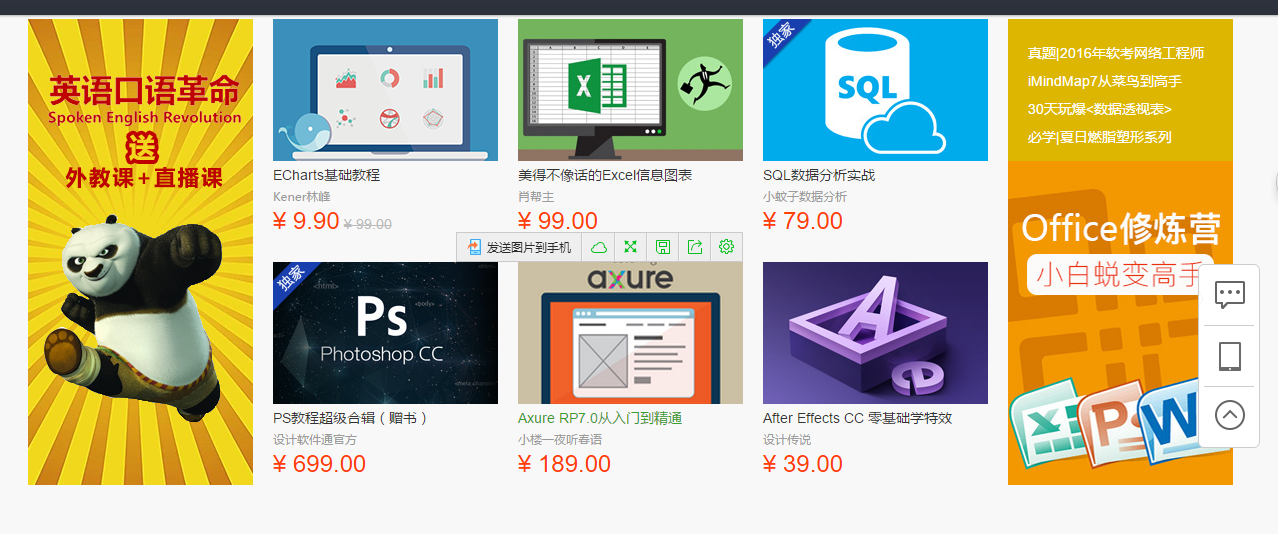 英语口语革命
Spoken English Revolution
送
外教课+直播课
ECharts基础教程
Kener林峰
¥ 9.90 ¥ 99.00
美得不像话的Excel信息图表
肖帮主
¥ 99.00
独家
SQL
SQL数据分析实战
小蚊子数据分析
¥ 79.00
发送图片到手机
独家
Ps
Photoshop CC
PS教程超级合辑（赠书）
设计软件通官方
¥ 699.00
axure
Axure RP7.0从入门到精通
小楼一夜听春语
¥ 189.00
After Effects CC 零基础学特效
设计传说
¥ 39.00
真题|2016年软考网络工程师
iMindMap7从菜鸟到高手
30天玩爆<数据透视表>
必学|夏日燃脂塑形系列
Office修炼营
小白蜕变高手